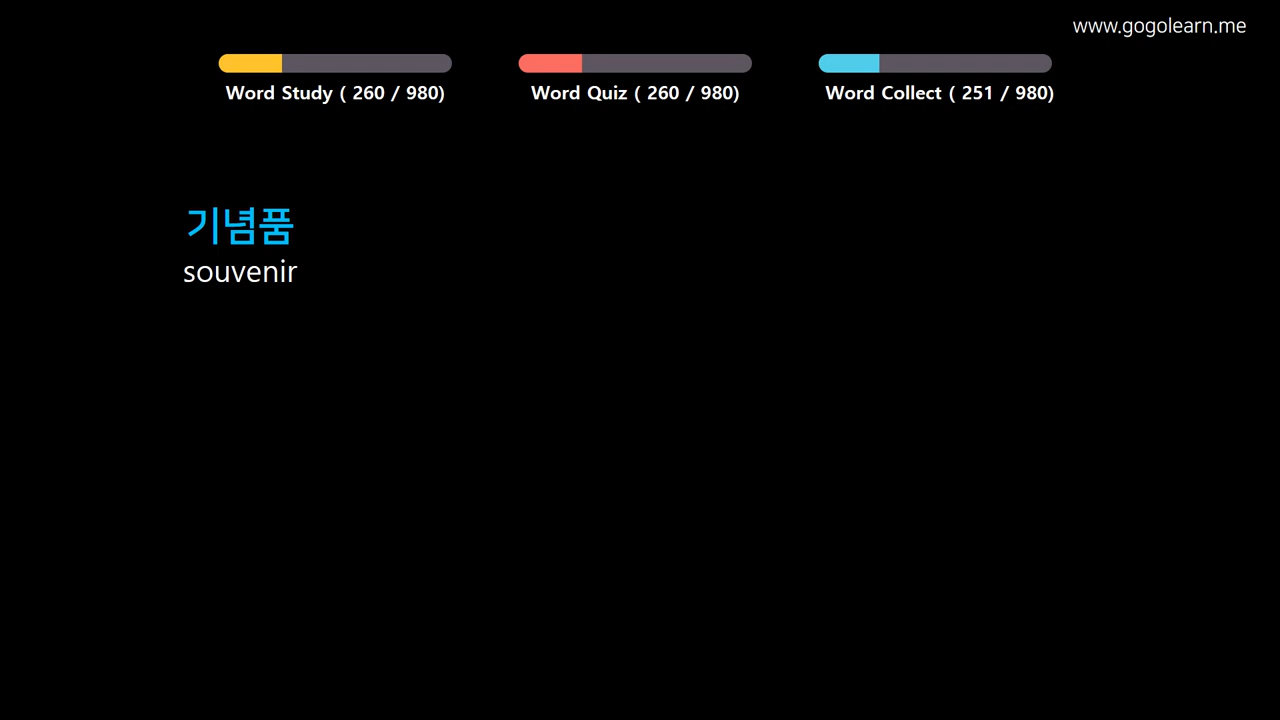 www.gogolearn.me
Word Study ( 260 / 980)
Word Quiz ( 260 / 980)
Word Collect ( 251 / 980)
기념품
souvenir